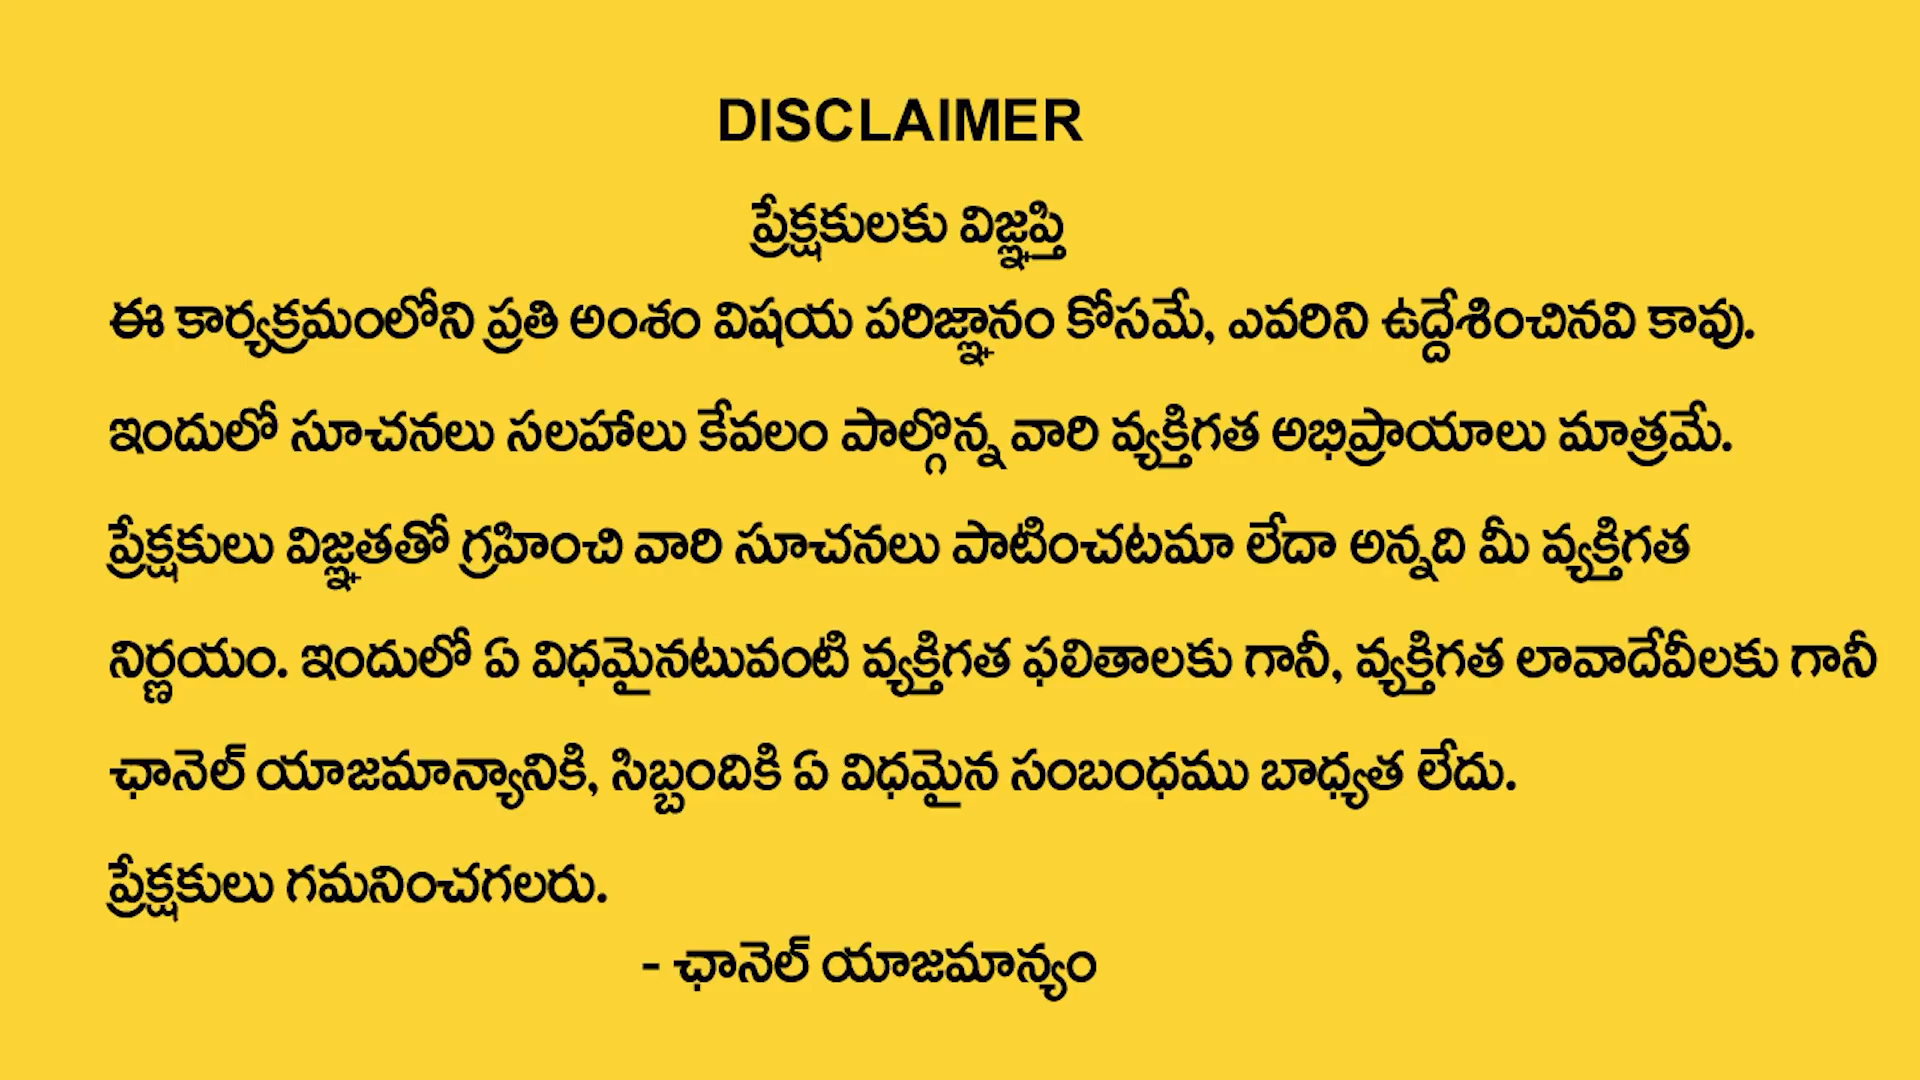 DISCLAIMER
ప్రేక్షకులకు విజ్ఞప్తి
ఈ కార్యక్రమంలోని ప్రతి అంశం విషయ పరిజ్ఞానం కోసమే, ఎవరిని ఉద్దేశించినవి కావు.
ఇందులో సూచనలు సలహాలు కేవలం పాల్గొన్న వారి వ్యక్తిగత అభిప్రాయాలు మాత్రమే.
ప్రేక్షకులు విజ్ఞతతో గ్రహించి వారి సూచనలు పాటించటమా లేదా అన్నది మీ వ్యక్తిగత
నిర్ణయం. ఇందులో ఏ విధమైనటువంటి వ్యక్తిగత ఫలితాలకు గానీ, వ్యక్తిగత లావాదేవీలకు గానీ
ఛానెల్ యాజమాన్యానికి, సిబ్బందికి ఏ విధమైన సంబంధము బాధ్యత లేదు.
ప్రేక్షకులు గమనించగలరు.
- ఛానెల్ యాజమాన్యం